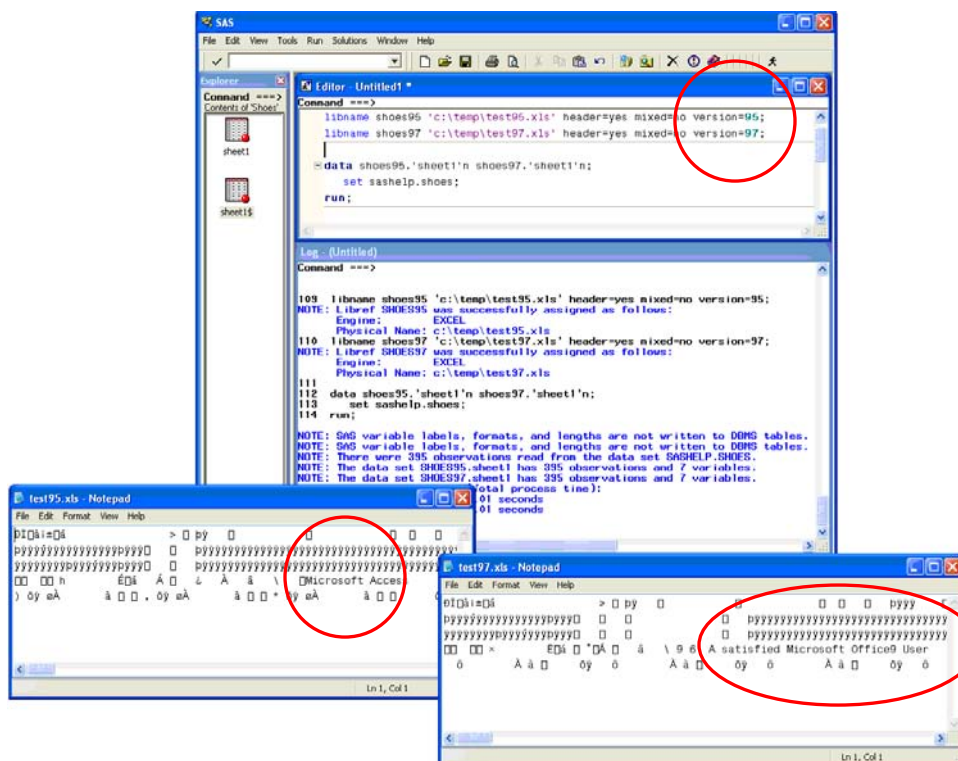 SAS
File Edit View Tools Run Solutions Window Help
Explorer
Command ===>
Contents of 'Shoes'
sheet1
sheet1$
Editor - Untitled1 *
Command ===>
libname shoes95 'c:\temp\test95.xls' header=yes mixed=no version=95;
libname shoes97 'c:\temp\test97.xls' header=yes mixed=no version=97;
data shoes95.'sheet1'n shoes97.'sheet1'n;
set sashelp.shoes;
run;
Log - (Untitled)
Command ===>
109 libname shoes95 'c:\temp\test95.xls' header=yes mixed=no version=95;
NOTE: Libref SHOES95 was successfully assigned as follows:
Engine: EXCEL
Physical Name: c:\temp\test95.xls
110 libname shoes97 'c:\temp\test97.xls' header=yes mixed=no version=97;
NOTE: Libref SHOES97 was successfully assigned as follows:
Engine: EXCEL
Physical Name: c:\temp\test97.xls
111
112 data shoes95.'sheet1'n shoes97.'sheet1'n;
113 set sashelp.shoes;
114 run;
NOTE: SAS variable labels, formats, and lengths are not written to DBMS tables.
NOTE: SAS variable labels, formats, and lengths are not written to DBMS tables.
NOTE: There were 395 observations read from the data set SASHELP.SHOES.
NOTE: The data set SHOES95.sheet1 has 395 observations and 7 variables.
NOTE: The data set SHOES97.sheet1 has 395 observations and 7 variables.
(Total process time):
.01 seconds
.01 seconds
test95.xls - Notepad
File Edit Format View Help
Microsoft Acces
Ln 1, Col 1
test97.xls - Notepad
File Edit Format View Help
\ 9 6 A satisfied Microsoft Office9 User
Ln 1, Col 1